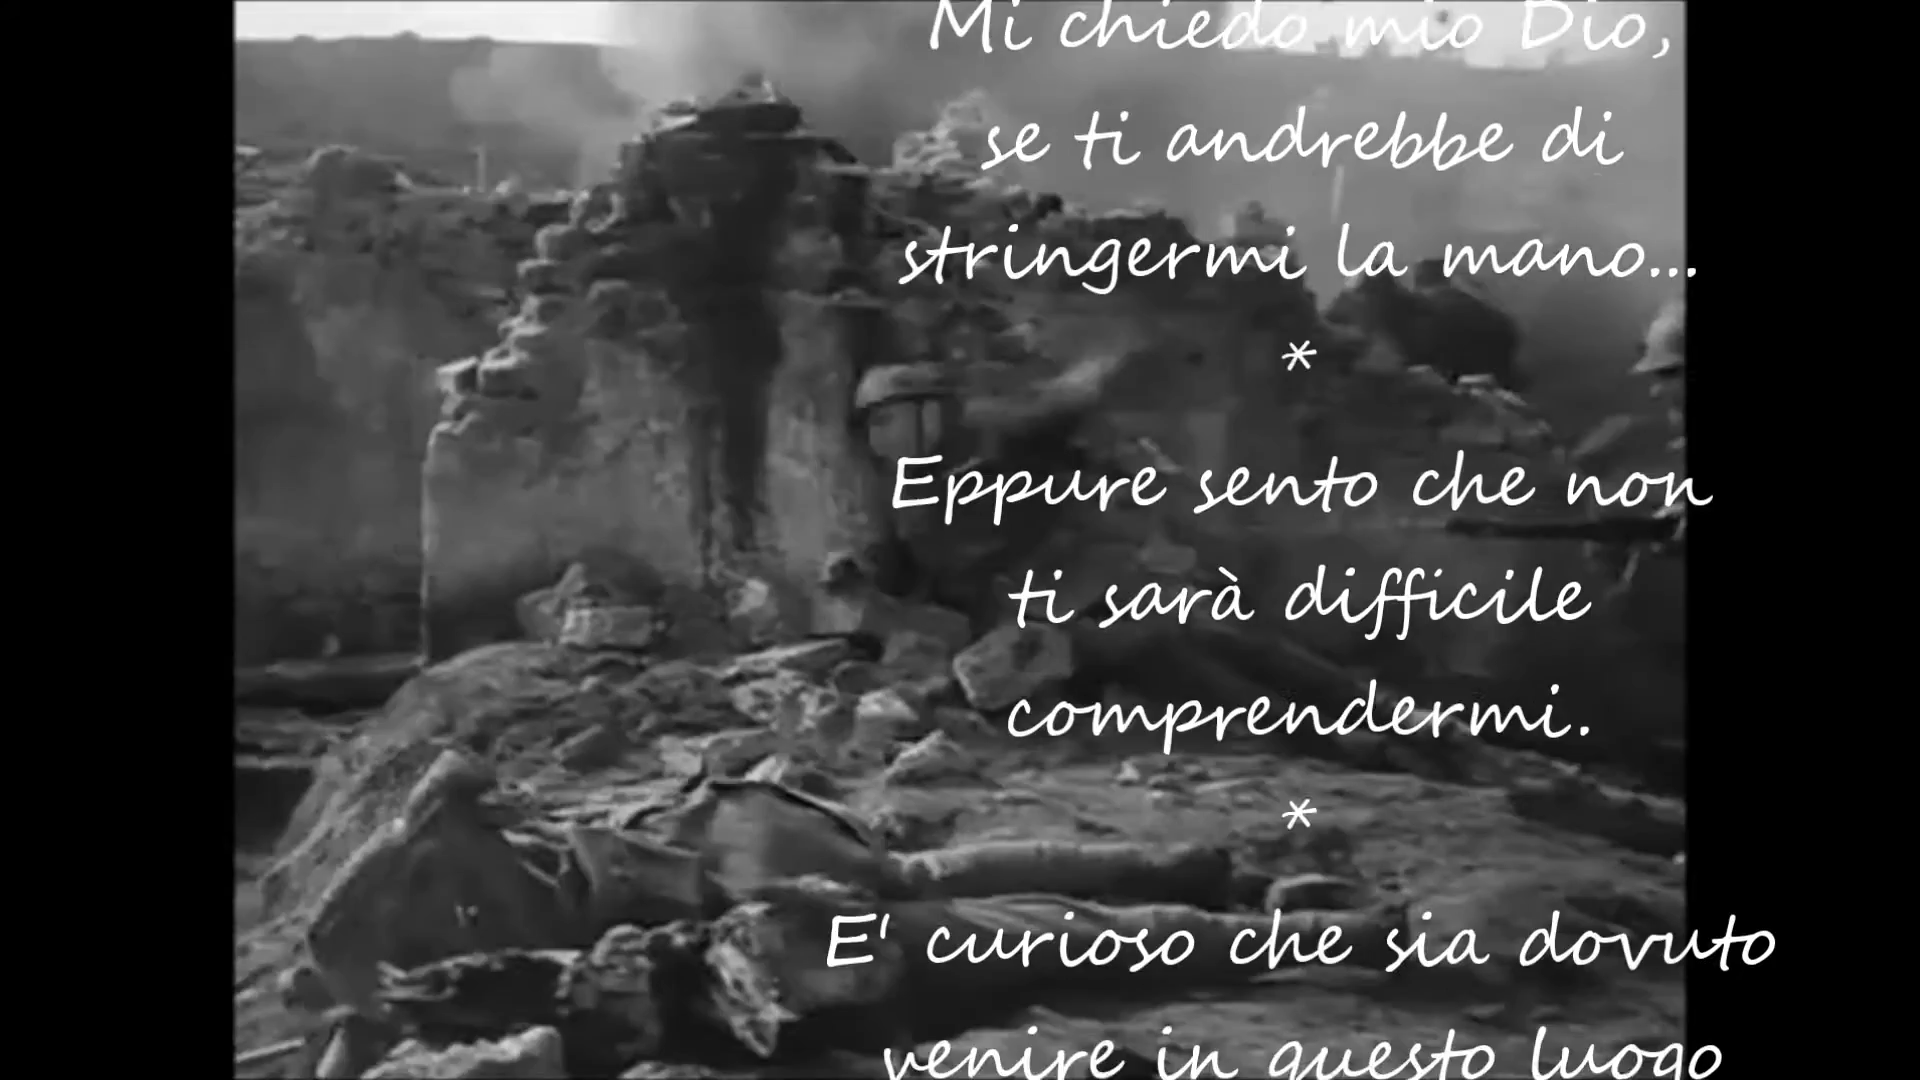 Mi chiedo mio Dio,
se ti andrebbe di
stringermi la mano...
*
Eppure sento che non
ti sarà difficile
comprendermi.
*
E' curioso che sia dovuto
venire in questo luogo